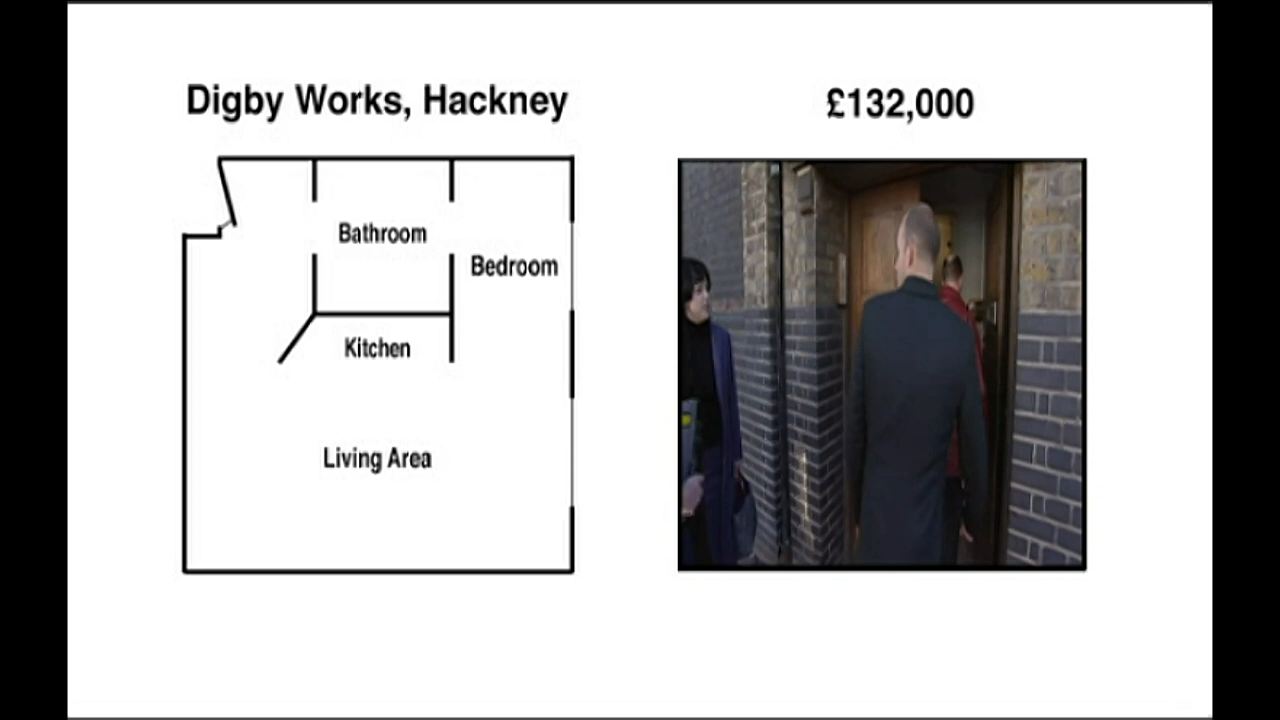 Digby Works, Hackney
£132,000
Bathroom
Bedroom
Kitchen
Living Area